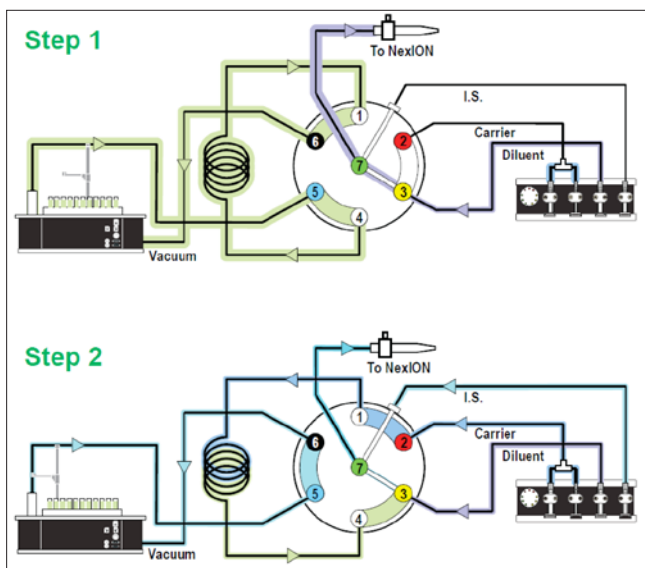 Step 1
To NexION
I.S.
1
2
Carrier
6
Diluent
7
5
3
4
Vacuum
Step 2
To NexION
I.S.
1
2
Carrier
6
Diluent
7
5
3
4
Vacuum